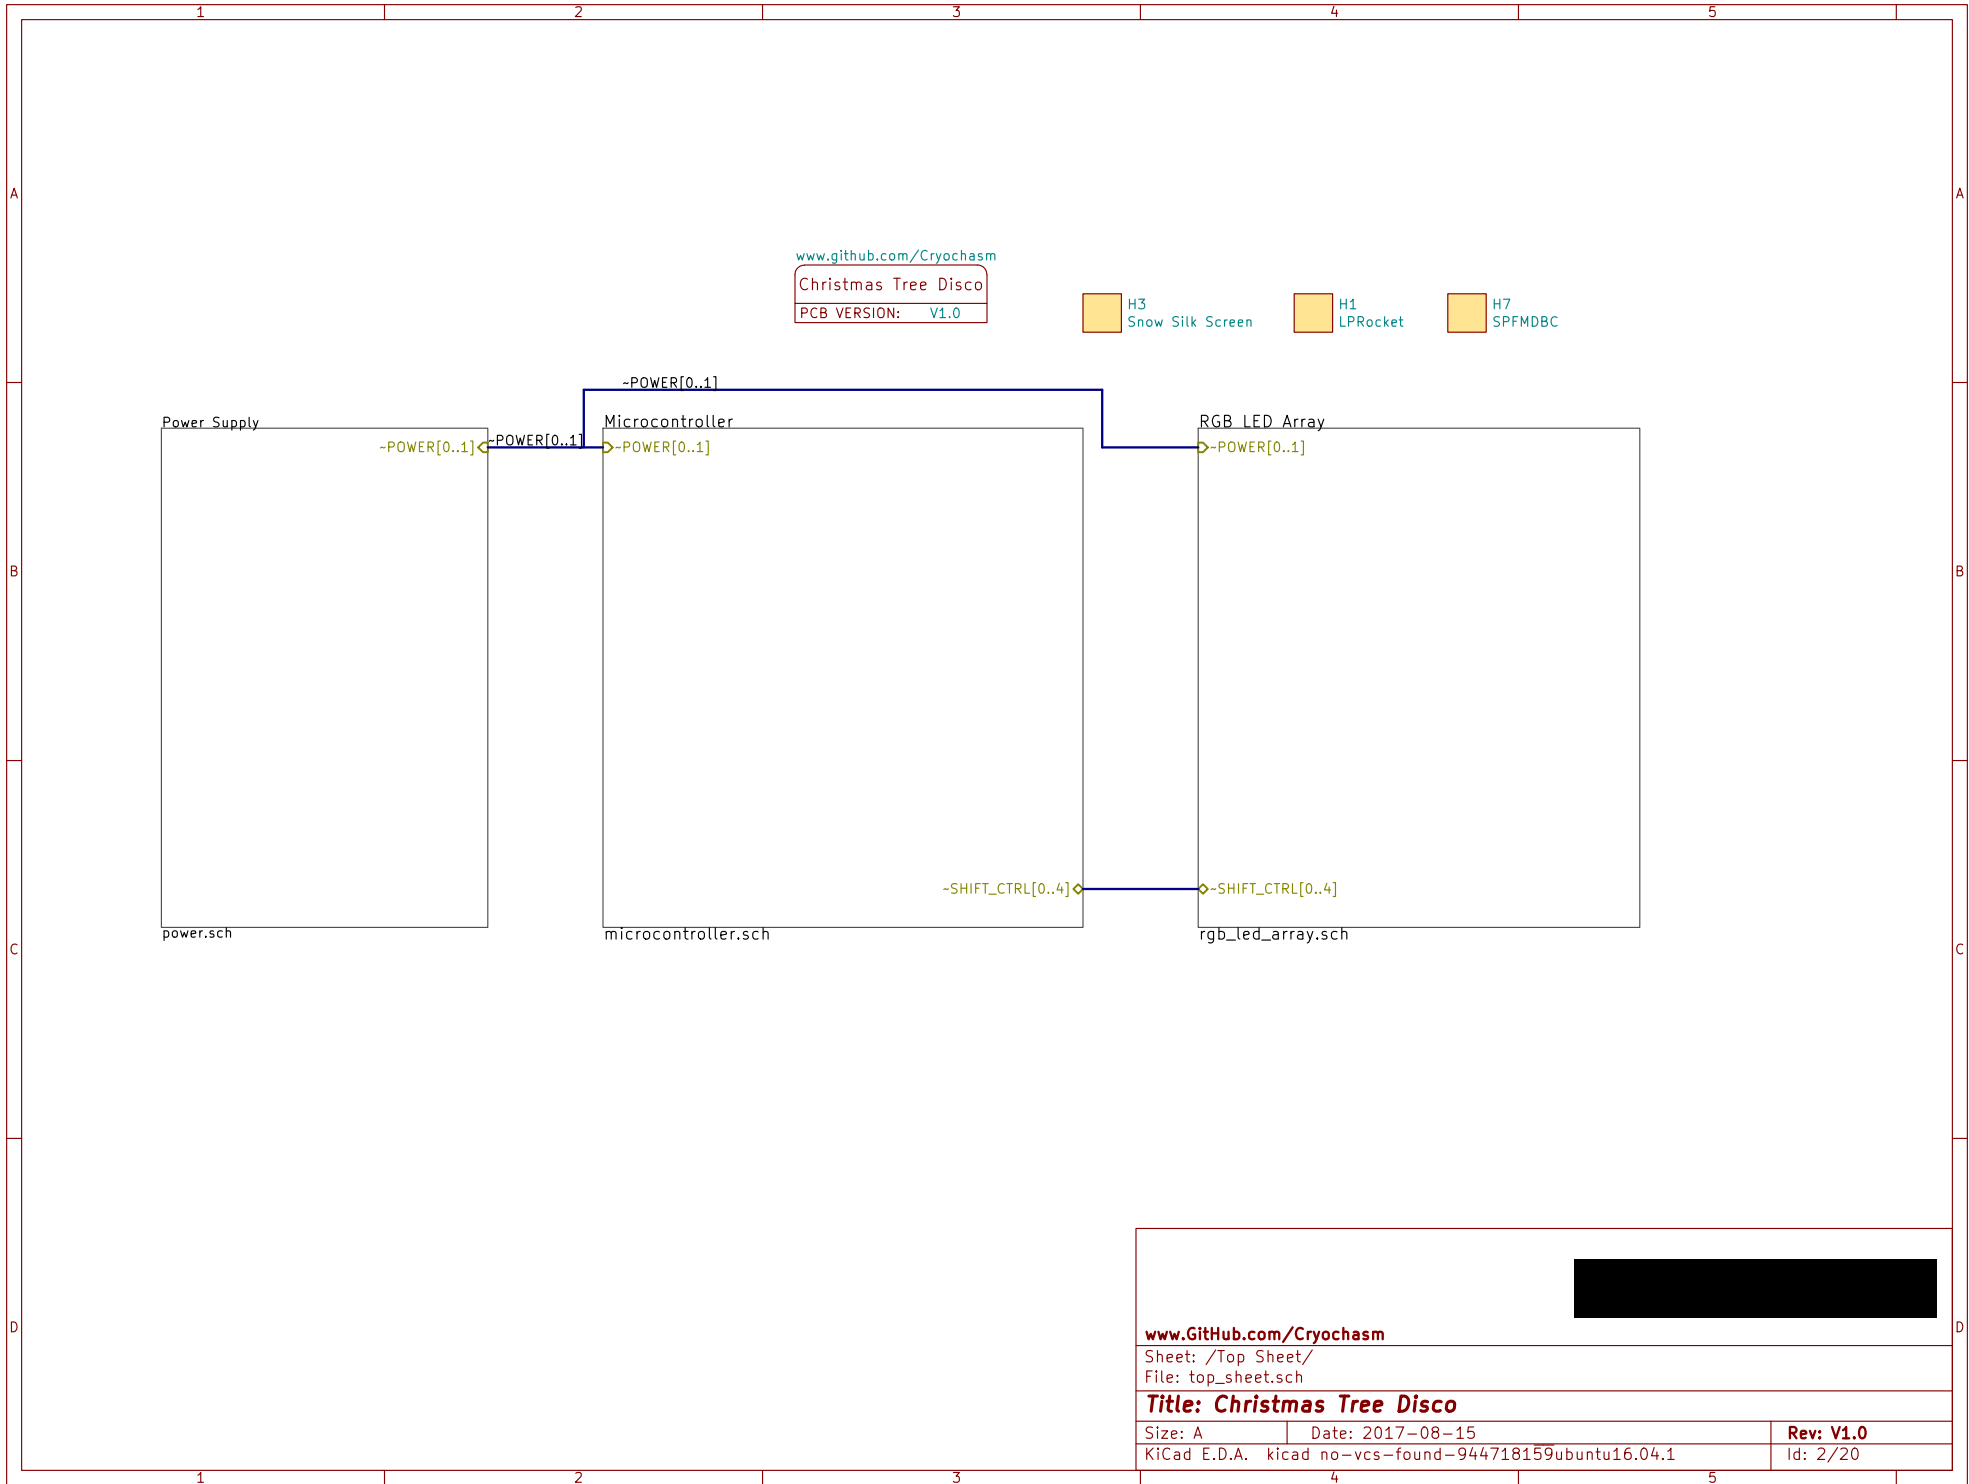 1 2 3 4 5
A A
www.github.com/Cryochasm
Christmas Tree Disco
PCB VERSION: V1.0
H3
Snow Silk Screen
H1
LPRocket
H7
SPFMDBC
~POWER[0..1]
Power Supply
~POWER[0..1]
~POWER[0..1]
Microcontroller
~POWER[0..1]
RGB LED Array
~POWER[0..1]
B B
~SHIFT_CTRL[0..4]
~SHIFT_CTRL[0..4]
power.sch
microcontroller.sch
rgb_led_array.sch
C C
D D
www.GitHub.com/Cryochasm
Sheet: /Top Sheet/
File: top_sheet.sch
Title: Christmas Tree Disco
Size: A
Date: 2017-08-15
Rev: V1.0
KiCad E.D.A. kicad no-vcs-found-944718159ubuntu16.04.1
Id: 2/20
1 2 3 4 5